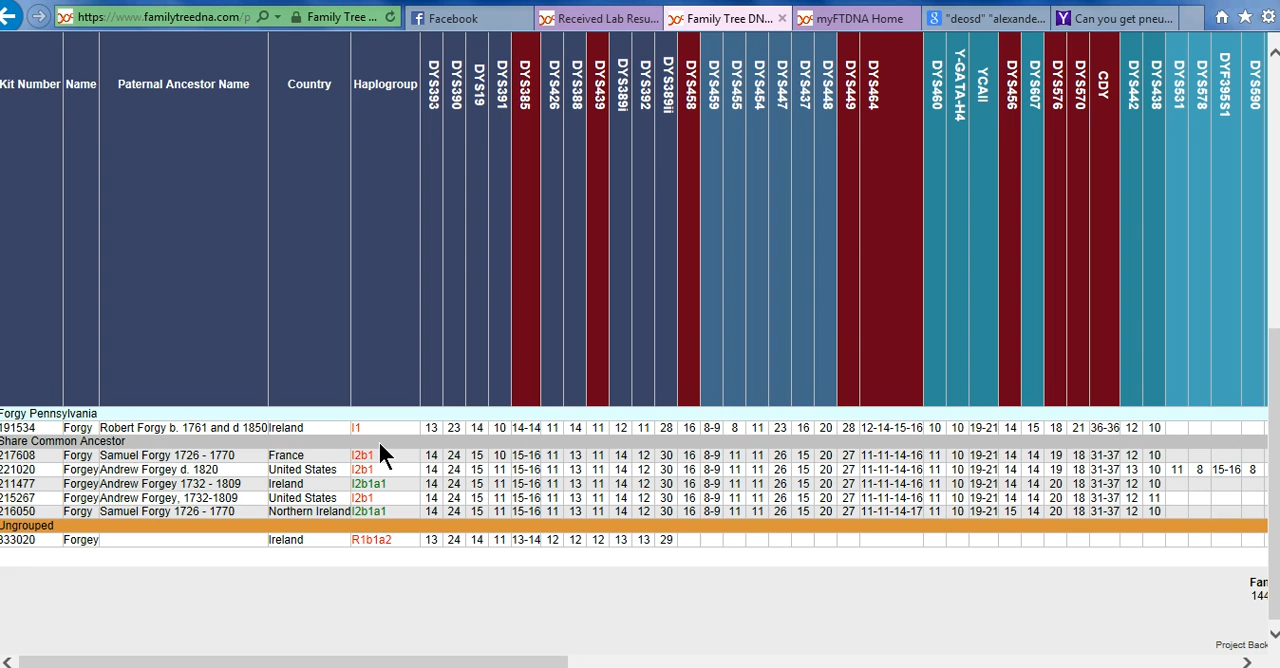 https://www.familytreedna.com/p Family Tree ... Facebook Received Lab Resu... Family Tree DN... myFTDNA Home "deosd" "alexande... Can you get pneu...
Kit Number Name Paternal Ancestor Name Country Haplogroup DYS393 DYS390 DYS19 DYS391 DYS385 DYS426 DYS388 DYS439 DYS389i DYS392 DYS389ii DYS458 DYS459 DYS455 DYS454 DYS447 DYS437 DYS448 DYS449 DYS464 DYS460 Y-GATA-H4 YCAII DYS456 DYS607 DYS576 DYS570 CDY DYS442 DYS438 DYS531 DYS578 DYF395S1 DYS590
Forgy Pennsylvania
191534 Forgy Robert Forgy b. 1761 and d 1850 Ireland I1 13 23 14 10 14-14 11 14 11 12 11 28 16 8-9 8 11 23 16 20 28 12-14-15-16 10 10 19-21 14 15 18 21 36-36 12 10
Share Common Ancestor
217608 Forgy Samuel Forgy 1726 - 1770 France I2b1 14 24 15 10 15-16 11 13 11 14 12 30 16 8-9 11 11 26 15 20 27 11-11-14-16 11 10 19-21 14 14 19 18 31-37 12 10
221020 Forgey Andrew Forgey d. 1820 United States I2b1 14 24 15 11 15-16 11 13 11 14 12 30 16 8-9 11 11 26 15 20 27 11-11-14-16 11 10 19-21 14 14 20 18 31-37 13 10 11 8 15-16 8
211477 Forgey Andrew Forgey 1732 - 1809 Ireland I2b1a1 14 24 15 11 15-16 11 13 11 14 12 30 16 8-9 11 11 26 15 20 27 11-11-14-16 11 10 19-21 14 14 20 18 31-37 12 10
215267 Forgey Andrew Forgey, 1732-1809 United States I2b1 14 24 15 11 15-16 11 13 11 14 12 30 16 8-9 11 11 26 15 20 27 11-11-14-16 11 10 19-21 14 14 20 18 31-37 12 11
216050 Forgy Samuel Forgy 1726 - 1770 Northern Ireland I2b1a1 14 24 15 11 15-16 11 13 11 14 12 30 16 8-9 11 11 26 15 20 27 11-11-14-17 11 10 19-21 15 14 20 18 31-37 12 10
Ungrouped
333020 Forgey Ireland R1b1a2 13 24 14 11 13-14 12 12 12 13 13 29
Fan
144
Project Back